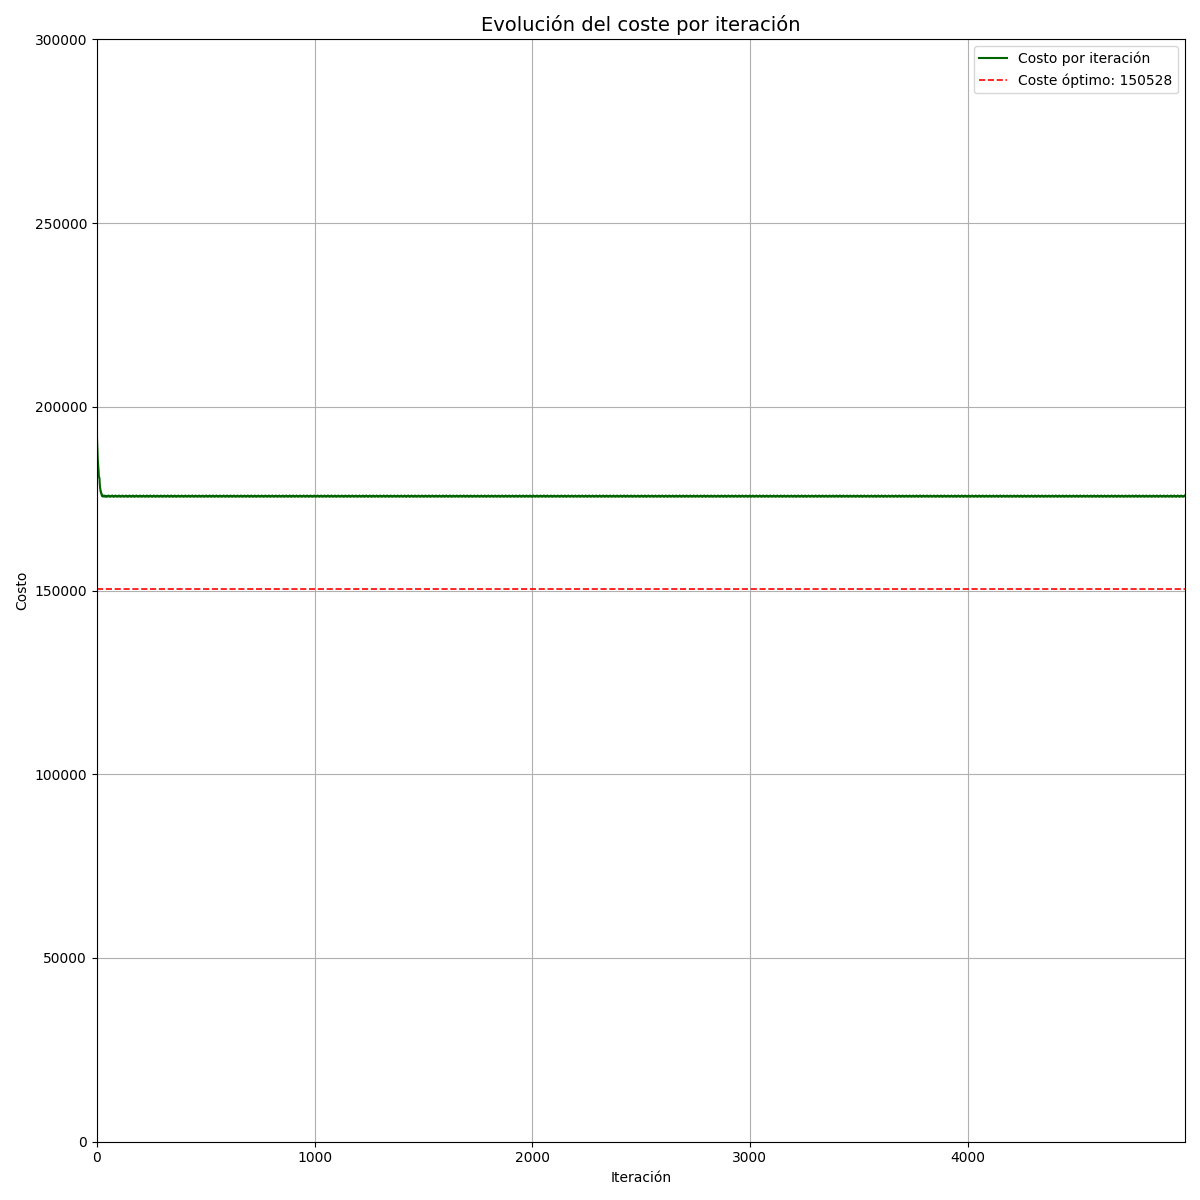 Evolución del coste por iteración
Costo por iteración
Coste óptimo: 150528
300000
250000
200000
150000
100000
50000
0
Costo
0 1000 2000 3000 4000
Iteración